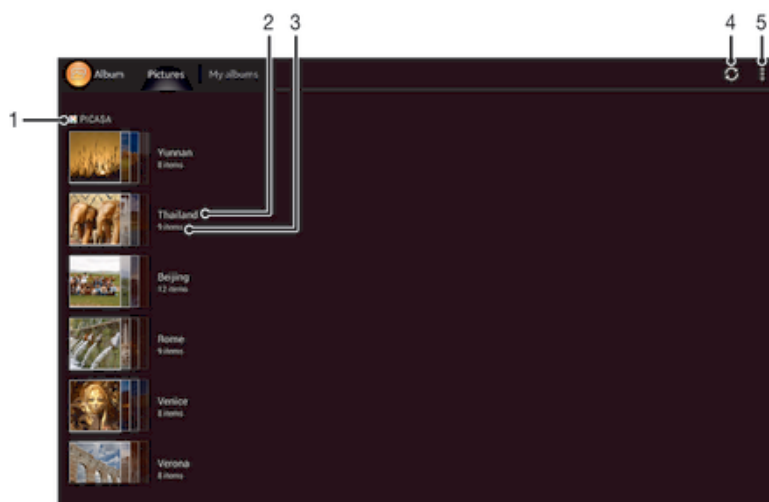 2 3 4 5
Album Pictures My albums
1 PICASA
Yunnan
8 items
Thailand
9 items
Beijing
12 items
Rome
9 items
Venice
8 items
Verona
8 items